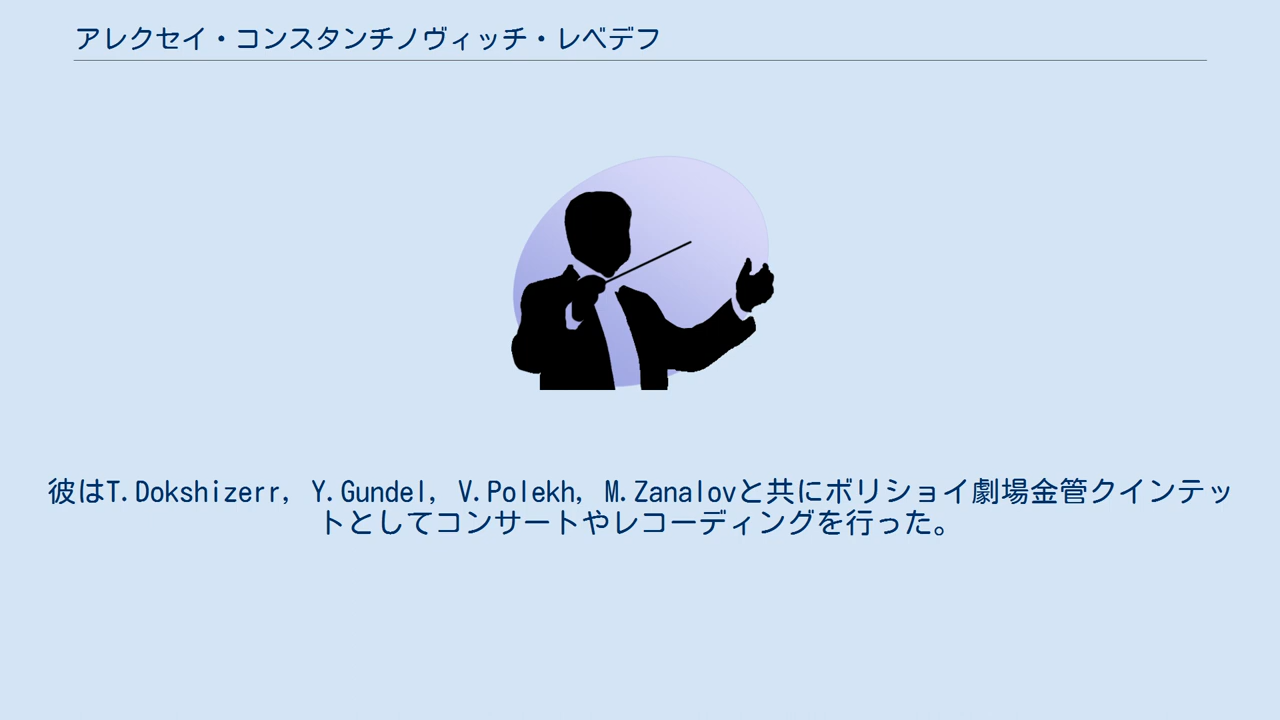 アレクセイ・コンスタンチノヴィッチ・レベデフ
彼はT.Dokshizerr, Y.Gundel, V.Polekh, M.Zanalovと共にボリショイ劇場金管クインテッ
トとしてコンサートやレコーディングを行った。